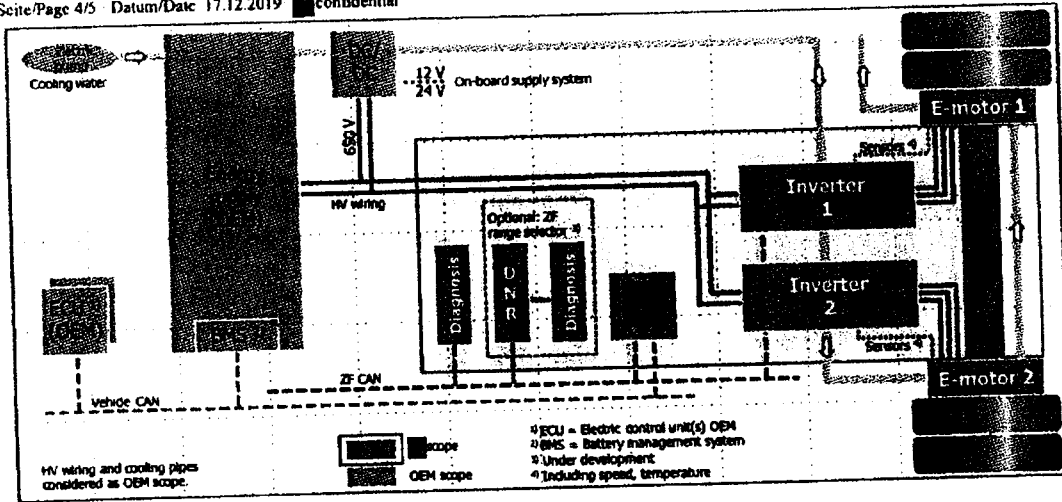 Seite/Page 4/5 Datum/Date 17.12.2019 confidential
Cooling water
12 V
24 V
On-board supply system
650 V
HV wiring
E-motor 1
Sensors 4)
Inverter
1
Optional: ZF
range selector 3)
Diagnosis
D N R
Diagnosis
Inverter
2
Sensors 4)
E-motor 2
ECU 1)
(OEM)
ZF CAN
Vehicle CAN
HV wiring and cooling pipes
considered as OEM scope.
scope
OEM scope
1) ECU = Electric control unit(s) OEM
2) BMS = Battery management system
3) Under development
4) Including speed, temperature